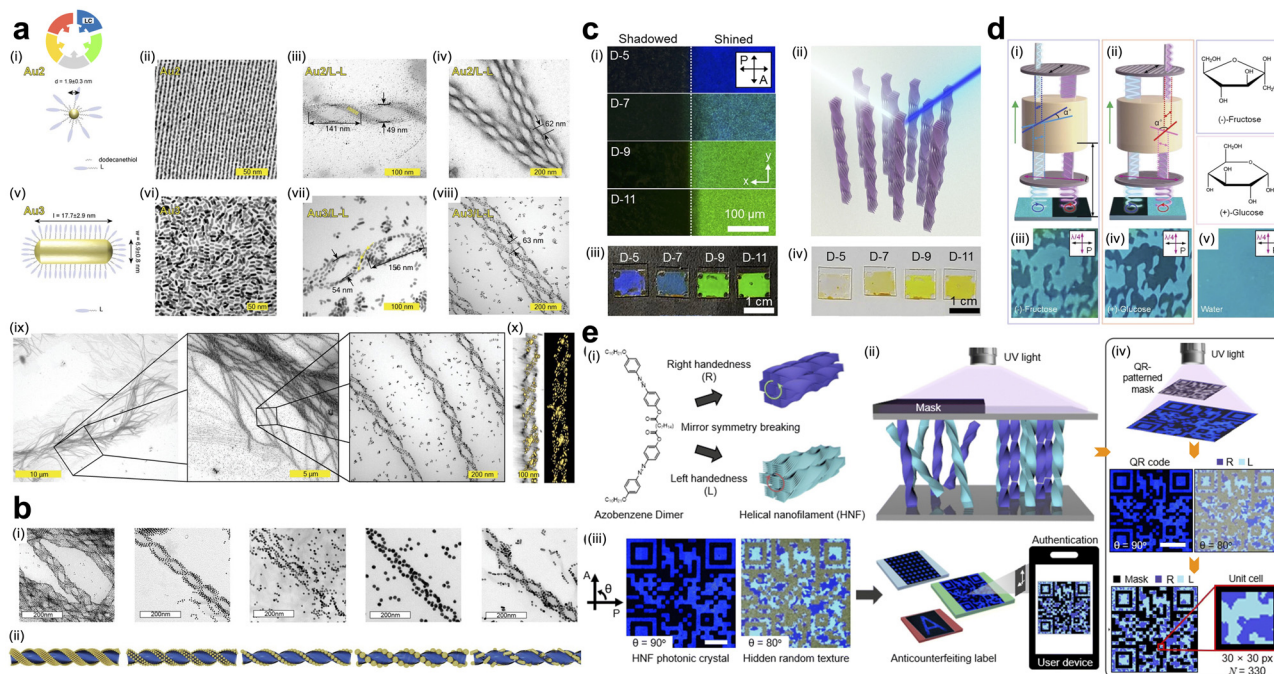 a
LC
(i)
Au2
d = 1.9±0.3 nm
dodecanethiol
L
(ii)
Au2
50 nm
(iii)
Au2/L-L
141 nm
49 nm
100 nm
(iv)
Au2/L-L
62 nm
200 nm
(v)
Au3
l = 17.7±2.9 nm
w = 6.9±0.8 nm
L
(vi)
Au3
50 nm
(vii)
Au3/L-L
156 nm
54 nm
100 nm
(viii)
Au3/L-L
63 nm
200 nm
(ix)
10 µm
5 µm
200 nm
(x)
100 nm
b
(i)
200nm
200nm
200nm
200nm
200nm
(ii)
c
Shadowed
Shined
(i)
D-5
P
A
D-7
D-9
D-11
y
x
100 µm
(ii)
(iii)
D-5
D-7
D-9
D-11
1 cm
(iv)
D-5
D-7
D-9
D-11
1 cm
d
(i)
α°
(ii)
α°
(-)-Fructose
(+)-Glucose
(iii)
λ/4
P
(-)-Fructose
(iv)
λ/4
P
(+)-Glucose
(v)
λ/4
P
Water
e
(i)
Azobenzene Dimer
Right handedness
(R)
Mirror symmetry breaking
Left handedness
(L)
Helical nanofilament (HNF)
(ii)
UV light
Mask
(iii)
A
θ
P
θ = 90°
HNF photonic crystal
θ = 80°
Hidden random texture
A
Anticounterfeiting label
Authentication
User device
(iv)
UV light
QR-
patterned
mask
QR code
R
L
θ = 90°
θ = 80°
Mask
R
L
Unit cell
30 × 30 px
N = 330